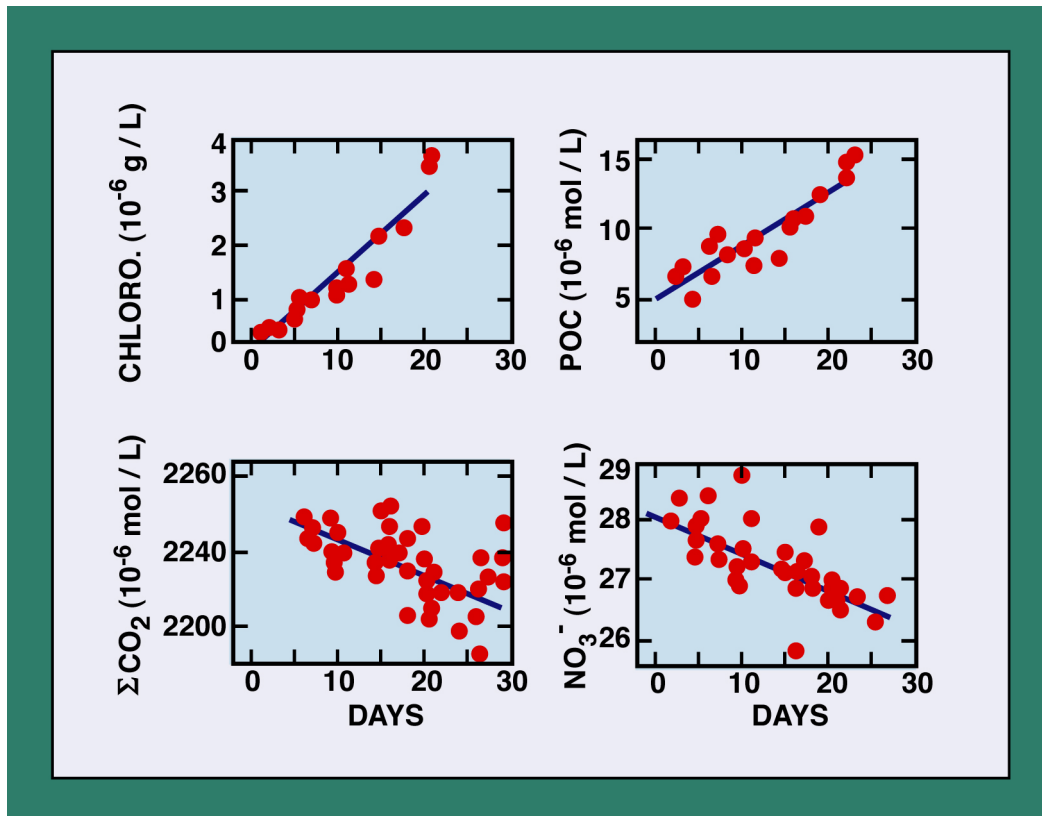 CHLORO. (10⁻⁶ g / L)
4
3
2
1
0
0 10 20 30
POC (10⁻⁶ mol / L)
15
10
5
0 10 20 30
ΣCO₂ (10⁻⁶ mol / L)
2260
2240
2200
0 10 20 30
DAYS
NO₃⁻ (10⁻⁶ mol / L)
29
28
27
26
0 10 20 30
DAYS